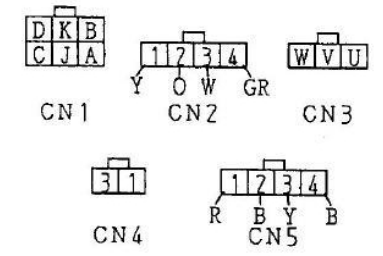 D K B
C J A
CN1
1 2 3 4
Y O W GR
CN2
W V U
CN3
3 1
CN4
1 2 3 4
R B Y B
CN5